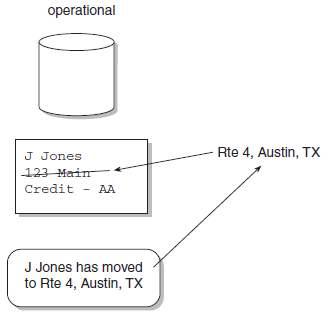 operational
J Jones
123 Main
Credit - AA
Rte 4, Austin, TX
J Jones has moved
to Rte 4, Austin, TX